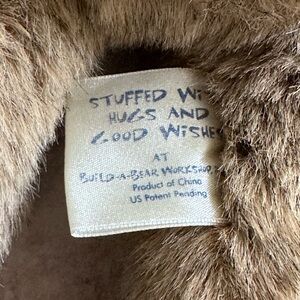 STUFFED WI
HUGS AND
GOOD WISHE
AT
BUILD-A-BEAR WORKSHOP
Product of China
US Patent Pending